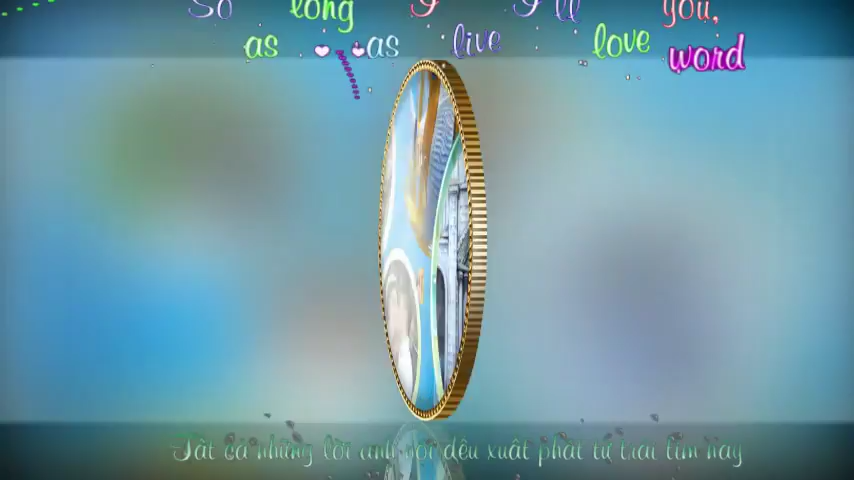 So long I I'll you,
as as live love word
Tất cả những lời anh nói đều xuất phát từ trái tim này